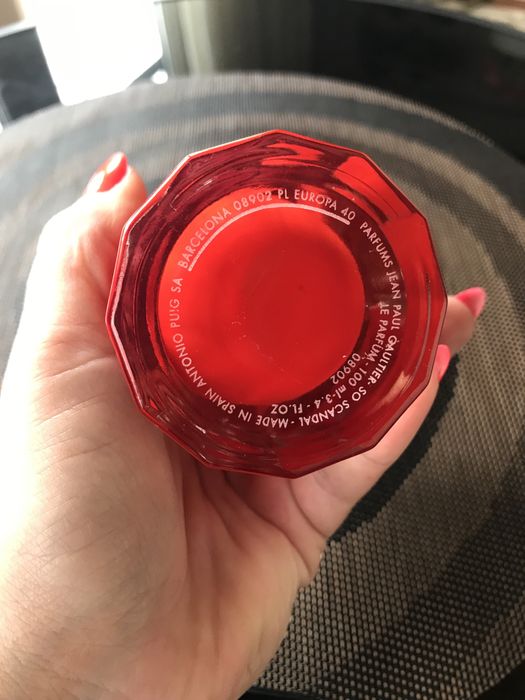 PARFUMS JEAN PAUL GAULTIER· SO SCANDAL - MADE IN SPAIN ANTONIO PUIG SA BARCELONA 08902 PL EUROPA 40
LE PARFUM· 100 ml-3.4 - FL.OZ
08902